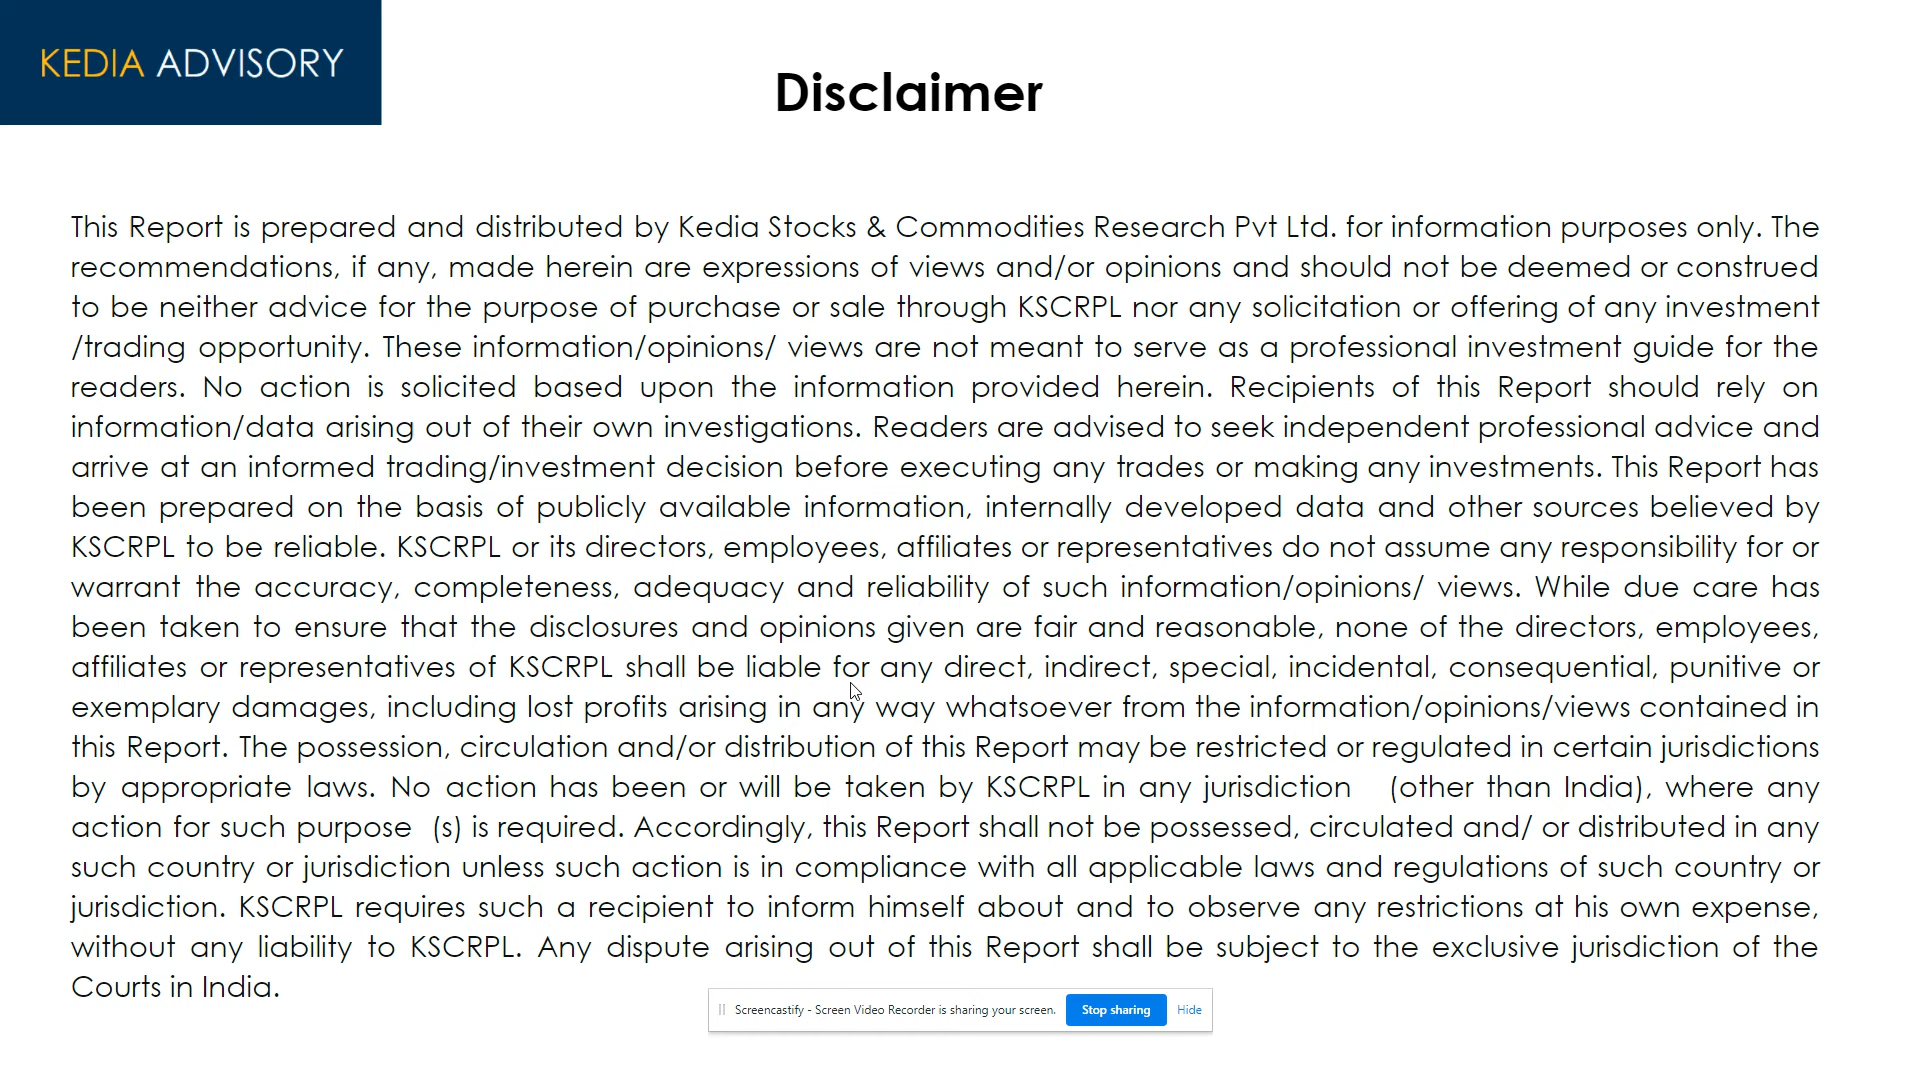 KEDIA ADVISORY
Disclaimer
This Report is prepared and distributed by Kedia Stocks & Commodities Research Pvt Ltd. for information purposes only. The
recommendations, if any, made herein are expressions of views and/or opinions and should not be deemed or construed
to be neither advice for the purpose of purchase or sale through KSCRPL nor any solicitation or offering of any investment
/trading opportunity. These information/opinions/ views are not meant to serve as a professional investment guide for the
readers. No action is solicited based upon the information provided herein. Recipients of this Report should rely on
information/data arising out of their own investigations. Readers are advised to seek independent professional advice and
arrive at an informed trading/investment decision before executing any trades or making any investments. This Report has
been prepared on the basis of publicly available information, internally developed data and other sources believed by
KSCRPL to be reliable. KSCRPL or its directors, employees, affiliates or representatives do not assume any responsibility for or
warrant the accuracy, completeness, adequacy and reliability of such information/opinions/ views. While due care has
been taken to ensure that the disclosures and opinions given are fair and reasonable, none of the directors, employees,
affiliates or representatives of KSCRPL shall be liable for any direct, indirect, special, incidental, consequential, punitive or
exemplary damages, including lost profits arising in any way whatsoever from the information/opinions/views contained in
this Report. The possession, circulation and/or distribution of this Report may be restricted or regulated in certain jurisdictions
by appropriate laws. No action has been or will be taken by KSCRPL in any jurisdiction (other than India), where any
action for such purpose (s) is required. Accordingly, this Report shall not be possessed, circulated and/ or distributed in any
such country or jurisdiction unless such action is in compliance with all applicable laws and regulations of such country or
jurisdiction. KSCRPL requires such a recipient to inform himself about and to observe any restrictions at his own expense,
without any liability to KSCRPL. Any dispute arising out of this Report shall be subject to the exclusive jurisdiction of the
Courts in India.
Screencastify - Screen Video Recorder is sharing your screen. Stop sharing Hide